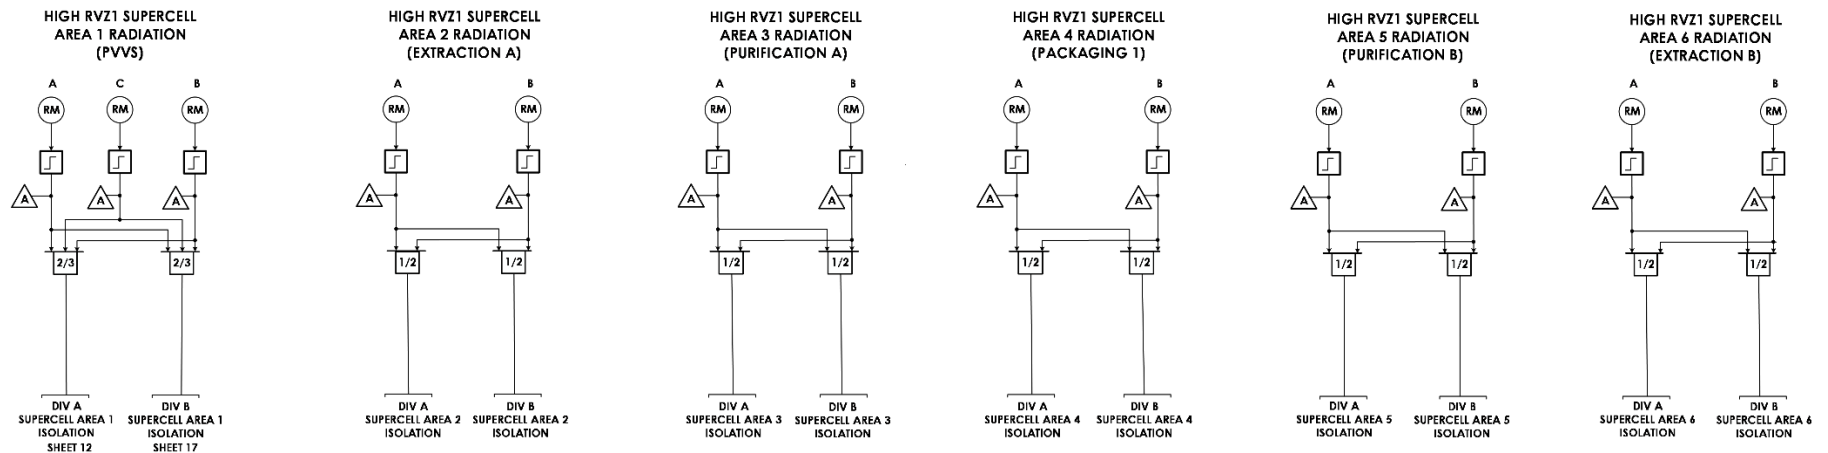 HIGH RVZ1 SUPERCELL
AREA 1 RADIATION
(PVVS)
A
C
B
RM
RM
RM
A
A
A
2/3
2/3
DIV A
SUPERCELL AREA 1
ISOLATION
SHEET 12
DIV B
SUPERCELL AREA 1
ISOLATION
SHEET 17
HIGH RVZ1 SUPERCELL
AREA 2 RADIATION
(EXTRACTION A)
A
B
RM
RM
A
A
1/2
1/2
DIV A
SUPERCELL AREA 2
ISOLATION
DIV B
SUPERCELL AREA 2
ISOLATION
HIGH RVZ1 SUPERCELL
AREA 3 RADIATION
(PURIFICATION A)
A
B
RM
RM
A
A
1/2
1/2
DIV A
SUPERCELL AREA 3
ISOLATION
DIV B
SUPERCELL AREA 3
ISOLATION
HIGH RVZ1 SUPERCELL
AREA 4 RADIATION
(PACKAGING 1)
A
B
RM
RM
A
A
1/2
1/2
DIV A
SUPERCELL AREA 4
ISOLATION
DIV B
SUPERCELL AREA 4
ISOLATION
HIGH RVZ1 SUPERCELL
AREA 5 RADIATION
(PURIFICATION B)
A
B
RM
RM
A
A
1/2
1/2
DIV A
SUPERCELL AREA 5
ISOLATION
DIV B
SUPERCELL AREA 5
ISOLATION
HIGH RVZ1 SUPERCELL
AREA 6 RADIATION
(EXTRACTION B)
A
B
RM
RM
A
A
1/2
1/2
DIV A
SUPERCELL AREA 6
ISOLATION
DIV B
SUPERCELL AREA 6
ISOLATION